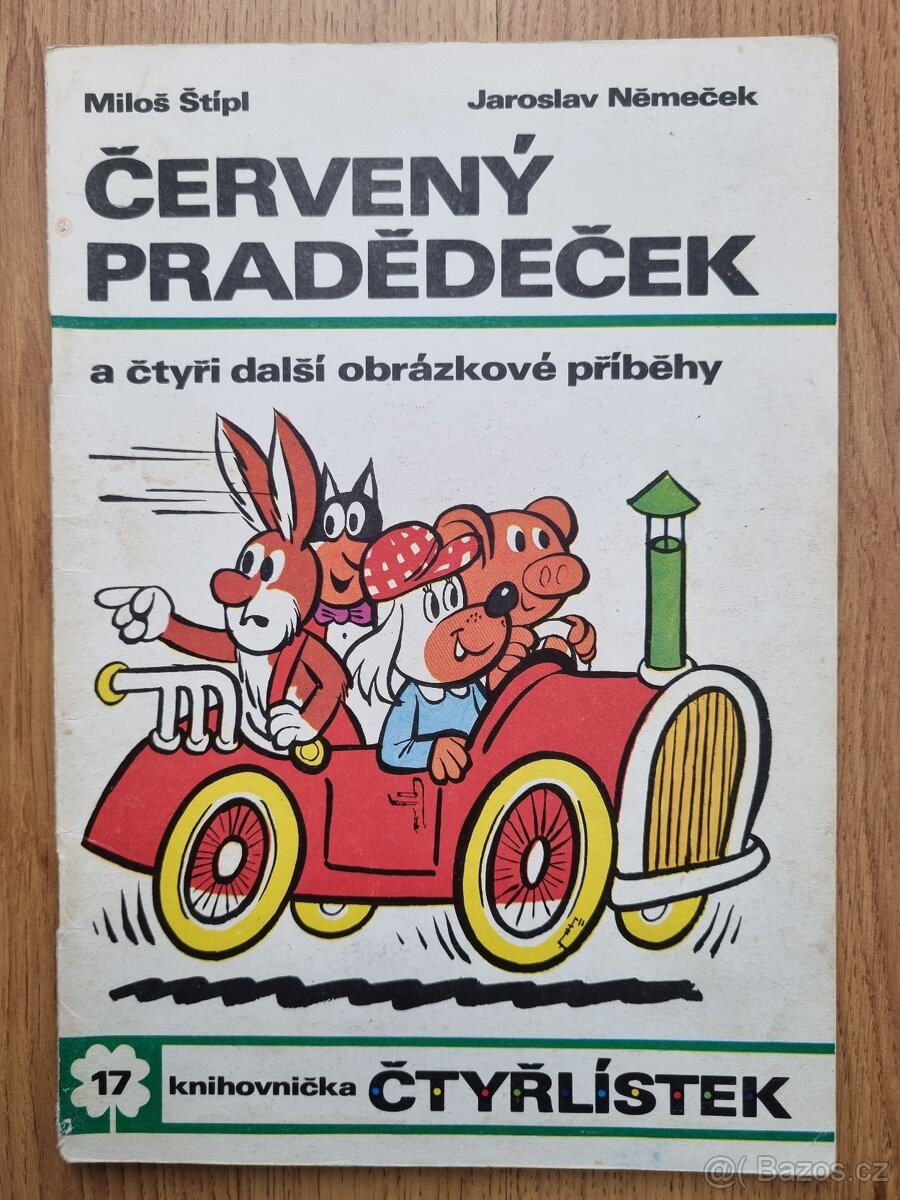 Miloš Štípl
Jaroslav Němeček
ČERVENÝ
PRADĚDEČEK
a čtyři další obrázkové příběhy
17
knihovnička ČTYŘLÍSTEK
@( Bazos.cz